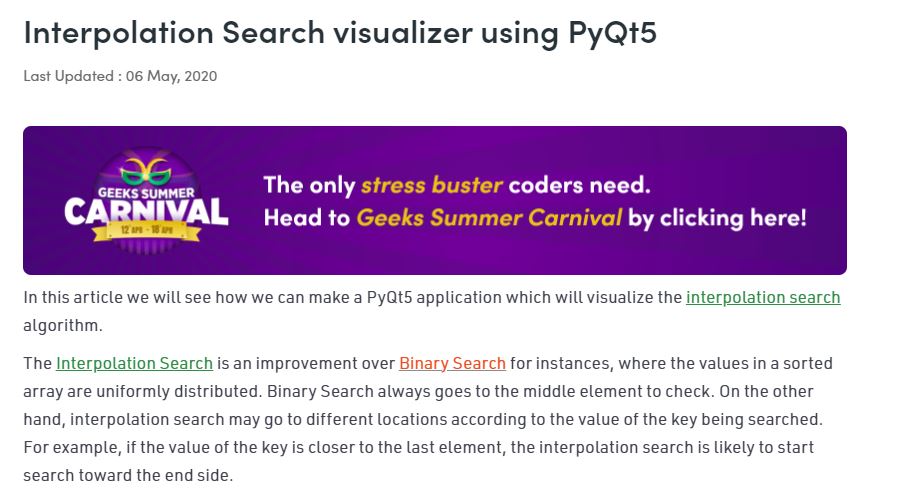 Interpolation Search visualizer using PyQt5
Last Updated : 06 May, 2020
GEEKS SUMMER
CARNIVAL
12 APR - 18 APR
The only stress buster coders need.
Head to Geeks Summer Carnival by clicking here!
In this article we will see how we can make a PyQt5 application which will visualize the interpolation search
algorithm.
The Interpolation Search is an improvement over Binary Search for instances, where the values in a sorted
array are uniformly distributed. Binary Search always goes to the middle element to check. On the other
hand, interpolation search may go to different locations according to the value of the key being searched.
For example, if the value of the key is closer to the last element, the interpolation search is likely to start
search toward the end side.